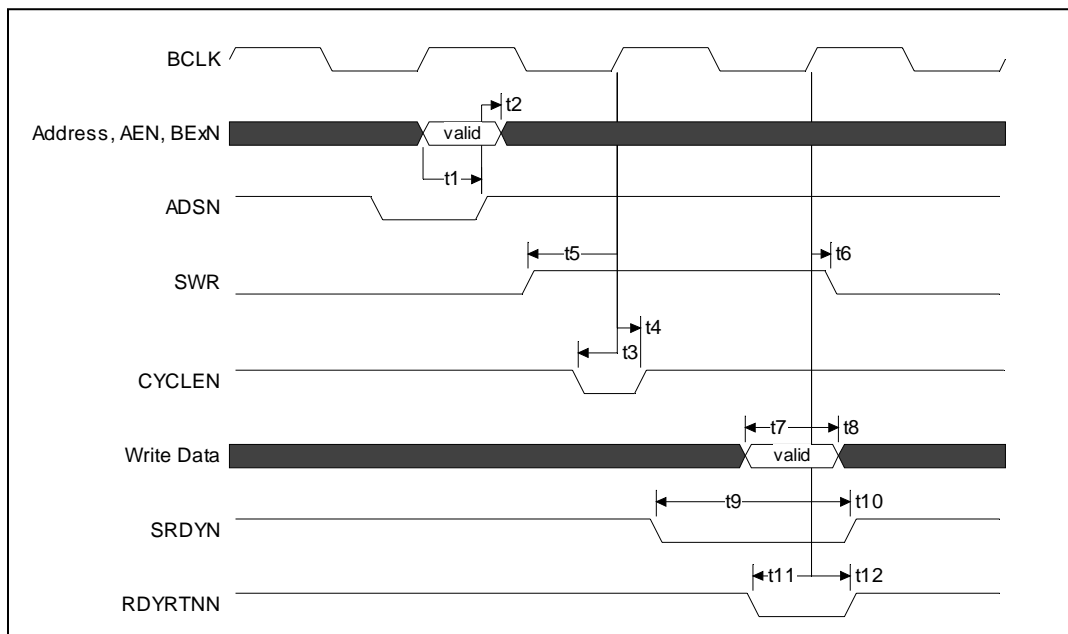 BCLK
t2
Address, AEN, BExN
valid
t1
ADSN
t5
t6
SWR
t4
t3
CYCLEN
t7
t8
Write Data
valid
t9
t10
SRDYN
t11
t12
RDYRTNN